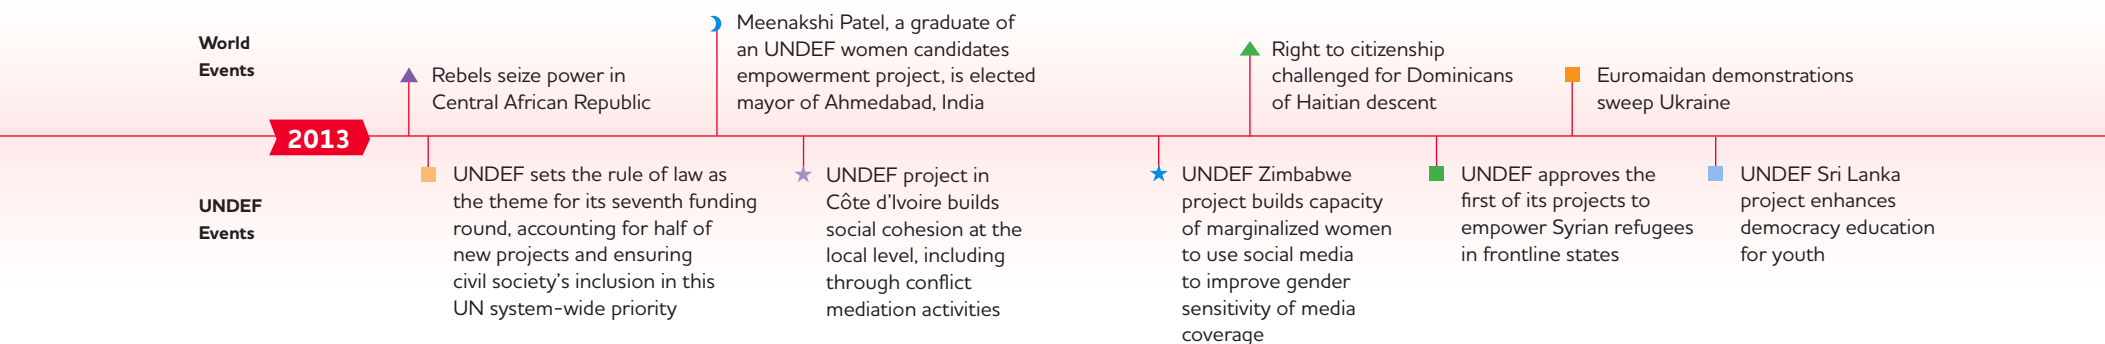 World
Events
Rebels seize power in
Central African Republic
Meenakshi Patel, a graduate of
an UNDEF women candidates
empowerment project, is elected
mayor of Ahmedabad, India
Right to citizenship
challenged for Dominicans
of Haitian descent
Euromaidan demonstrations
sweep Ukraine
2013
UNDEF
Events
UNDEF sets the rule of law as
the theme for its seventh funding
round, accounting for half of
new projects and ensuring
civil society’s inclusion in this
UN system-wide priority
UNDEF project in
Côte d’Ivoire builds
social cohesion at the
local level, including
through conflict
mediation activities
UNDEF Zimbabwe
project builds capacity
of marginalized women
to use social media
to improve gender
sensitivity of media
coverage
UNDEF approves the
first of its projects to
empower Syrian refugees
in frontline states
UNDEF Sri Lanka
project enhances
democracy education
for youth